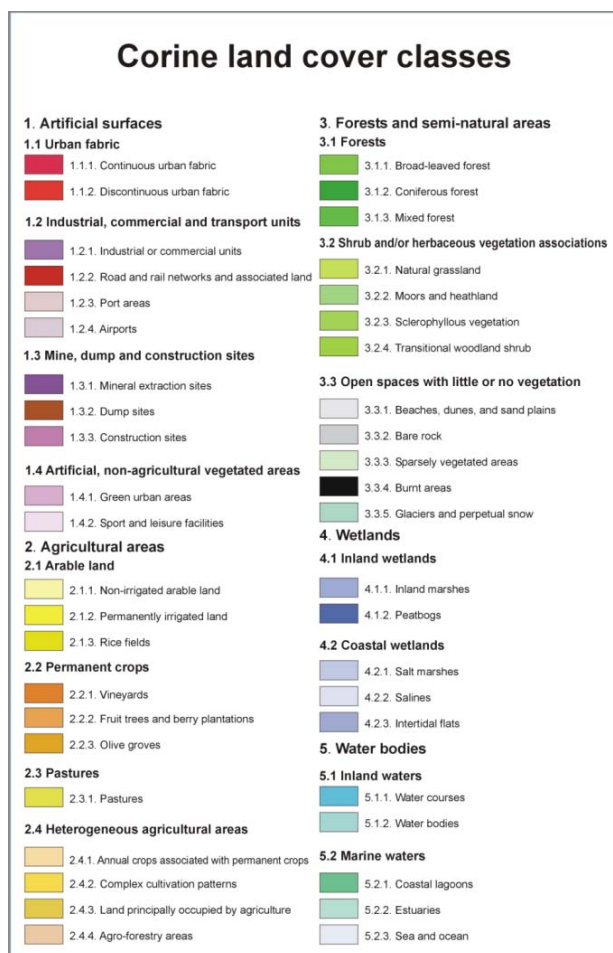 Corine land cover classes
1. Artificial surfaces
1.1 Urban fabric
1.1.1. Continuous urban fabric
1.1.2. Discontinuous urban fabric
1.2 Industrial, commercial and transport units
1.2.1. Industrial or commercial units
1.2.2. Road and rail networks and associated land
1.2.3. Port areas
1.2.4. Airports
1.3 Mine, dump and construction sites
1.3.1. Mineral extraction sites
1.3.2. Dump sites
1.3.3. Construction sites
1.4 Artificial, non-agricultural vegetated areas
1.4.1. Green urban areas
1.4.2. Sport and leisure facilities
2. Agricultural areas
2.1 Arable land
2.1.1. Non-irrigated arable land
2.1.2. Permanently irrigated land
2.1.3. Rice fields
2.2 Permanent crops
2.2.1. Vineyards
2.2.2. Fruit trees and berry plantations
2.2.3. Olive groves
2.3 Pastures
2.3.1. Pastures
2.4 Heterogeneous agricultural areas
2.4.1. Annual crops associated with permanent crops
2.4.2. Complex cultivation patterns
2.4.3. Land principally occupied by agriculture
2.4.4. Agro-forestry areas
3. Forests and semi-natural areas
3.1 Forests
3.1.1. Broad-leaved forest
3.1.2. Coniferous forest
3.1.3. Mixed forest
3.2 Shrub and/or herbaceous vegetation associations
3.2.1. Natural grassland
3.2.2. Moors and heathland
3.2.3. Sclerophyllous vegetation
3.2.4. Transitional woodland shrub
3.3 Open spaces with little or no vegetation
3.3.1. Beaches, dunes, and sand plains
3.3.2. Bare rock
3.3.3. Sparsely vegetated areas
3.3.4. Burnt areas
3.3.5. Glaciers and perpetual snow
4. Wetlands
4.1 Inland wetlands
4.1.1. Inland marshes
4.1.2. Peatbogs
4.2 Coastal wetlands
4.2.1. Salt marshes
4.2.2. Salines
4.2.3. Intertidal flats
5. Water bodies
5.1 Inland waters
5.1.1. Water courses
5.1.2. Water bodies
5.2 Marine waters
5.2.1. Coastal lagoons
5.2.2. Estuaries
5.2.3. Sea and ocean